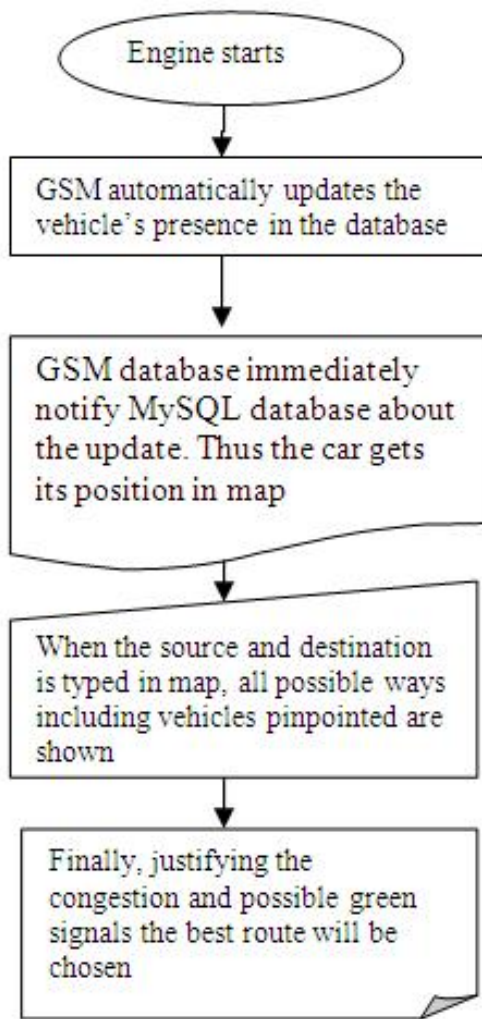 Engine starts
GSM automatically updates the
vehicle's presence in the database
GSM database immediately
notify MySQL database about
the update. Thus the car gets
its position in map
When the source and destination
is typed in map, all possible ways
including vehicles pinpointed are
shown
Finally, justifying the
congestion and possible green
signals the best route will be
chosen